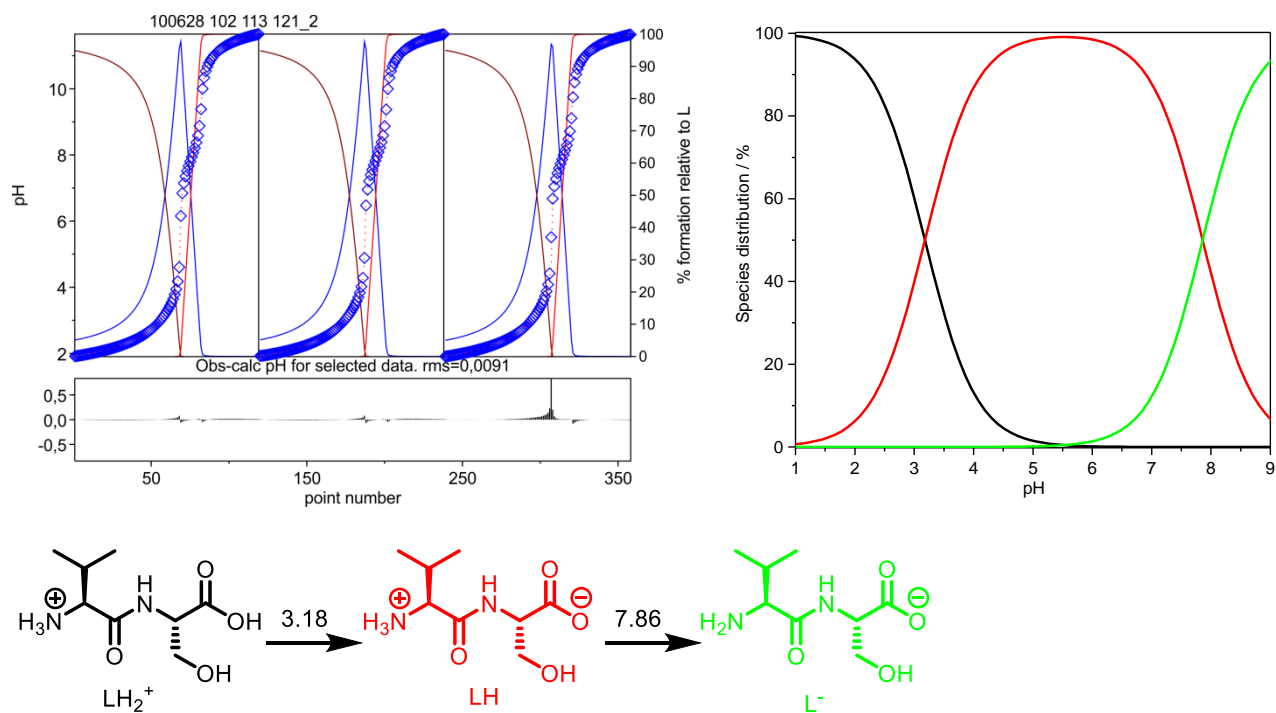 100628 102 113 121_2
pH
10
8
6
4
2
100
90
80
70
60
50
40
30
20
10
0
% formation relative to L
Obs-calc pH for selected data. rms=0,0091
0,5
0,0
-0,5
50
150
250
350
point number
Species distribution / %
100
80
60
40
20
0
1 2 3 4 5 6 7 8 9
pH
H₃N ⊕ O H N O OH O OH
LH₂⁺
3.18
H₃N ⊕ O H N O O ⊖ OH
LH
7.86
H₂N O H N O O ⊖ OH
L⁻